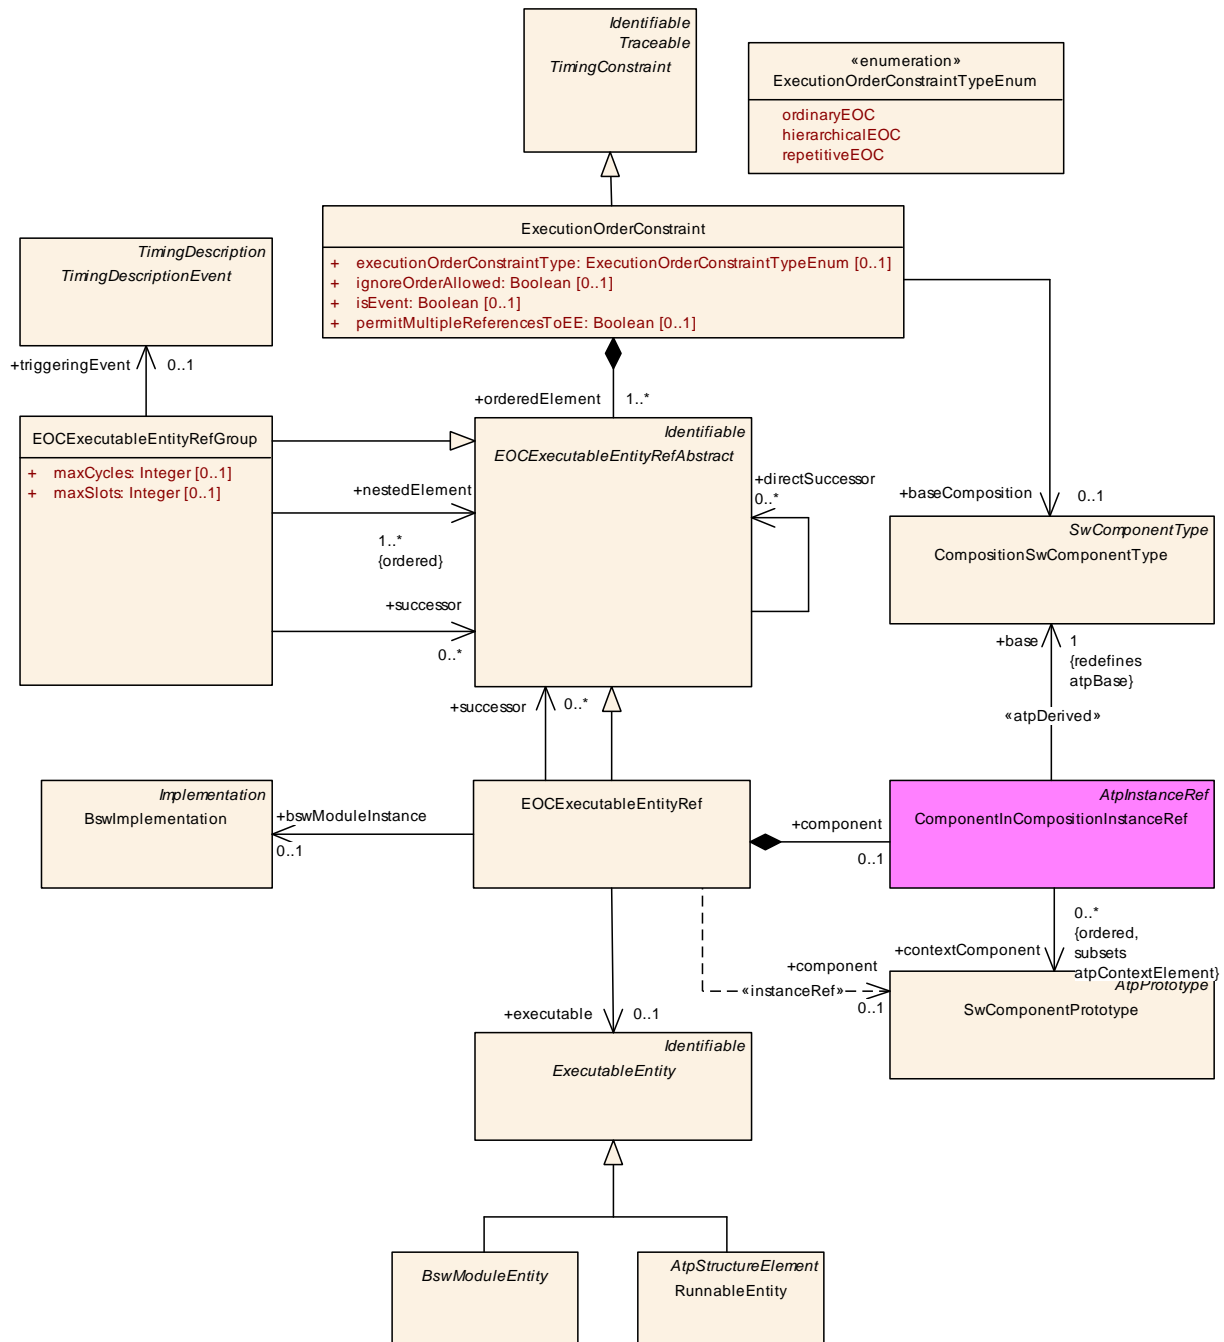 Identifiable
Traceable
TimingConstraint
«enumeration»
ExecutionOrderConstraintTypeEnum
ordinaryEOC
hierarchicalEOC
repetitiveEOC
ExecutionOrderConstraint
+ executionOrderConstraintType: ExecutionOrderConstraintTypeEnum [0..1]
+ ignoreOrderAllowed: Boolean [0..1]
+ isEvent: Boolean [0..1]
+ permitMultipleReferencesToEE: Boolean [0..1]
TimingDescription
TimingDescriptionEvent
+triggeringEvent 0..1
EOCExecutableEntityRefGroup
+ maxCycles: Integer [0..1]
+ maxSlots: Integer [0..1]
+orderedElement 1..*
Identifiable
EOCExecutableEntityRefAbstract
+nestedElement
1..*
{ordered}
+successor
0..*
+directSuccessor
0..*
+baseComposition 0..1
SwComponentType
CompositionSwComponentType
+base 1
{redefines
atpBase}
«atpDerived»
+successor 0..*
Implementation
BswImplementation
+bswModuleInstance
0..1
EOCExecutableEntityRef
+component
0..1
AtpInstanceRef
ComponentInCompositionInstanceRef
0..*
{ordered,
subsets
atpContextElement}
+contextComponent
+component
«instanceRef»
0..1
AtpPrototype
SwComponentPrototype
+executable 0..1
Identifiable
ExecutableEntity
BswModuleEntity
AtpStructureElement
RunnableEntity